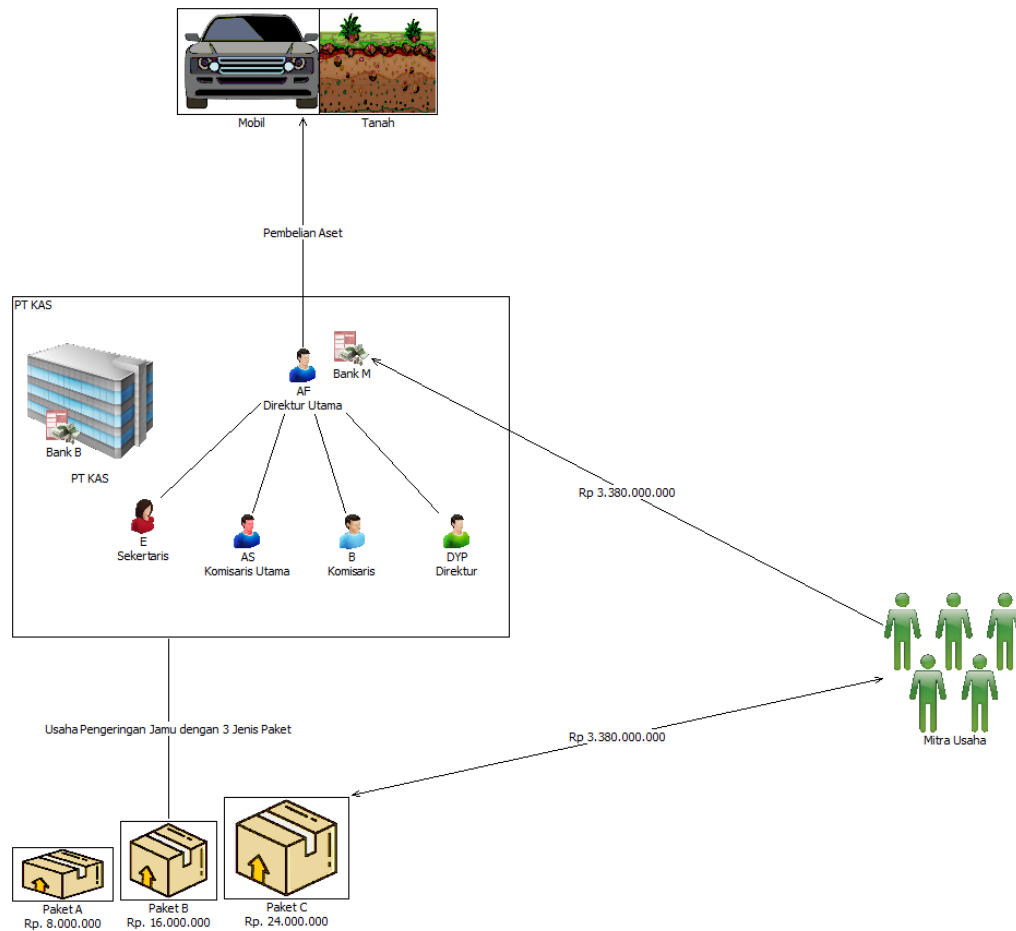 Mobil
Tanah
Pembelian Aset
PT KAS
Bank M
AF
Direktur Utama
Bank B
PT KAS
Rp 3.380.000.000
E
Sekertaris
AS
Komisaris Utama
B
Komisaris
DYP
Direktur
Usaha Pengeringan Jamu dengan 3 Jenis Paket
Rp 3.380.000.000
Mitra Usaha
Paket A
Rp. 8.000.000
Paket B
Rp. 16.000.000
Paket C
Rp. 24.000.000